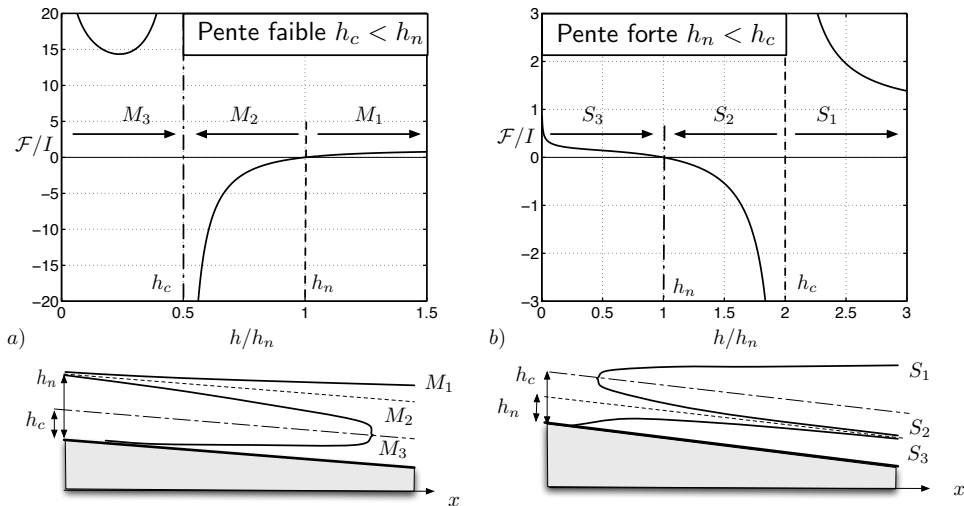 Pente faible h_c < h_n
20
15
10
5
0
−5
−10
−15
−20
F/I
M_3
M_2
M_1
h_c
h_n
0
0.5
1
1.5
a)
h/h_n
Pente forte h_n < h_c
3
2
1
0
−1
−2
−3
F/I
S_3
S_2
S_1
h_n
h_c
0
0.5
1
1.5
2
2.5
3
b)
h/h_n
h_n
h_c
M_1
M_2
M_3
x
h_c
h_n
S_1
S_2
S_3
x